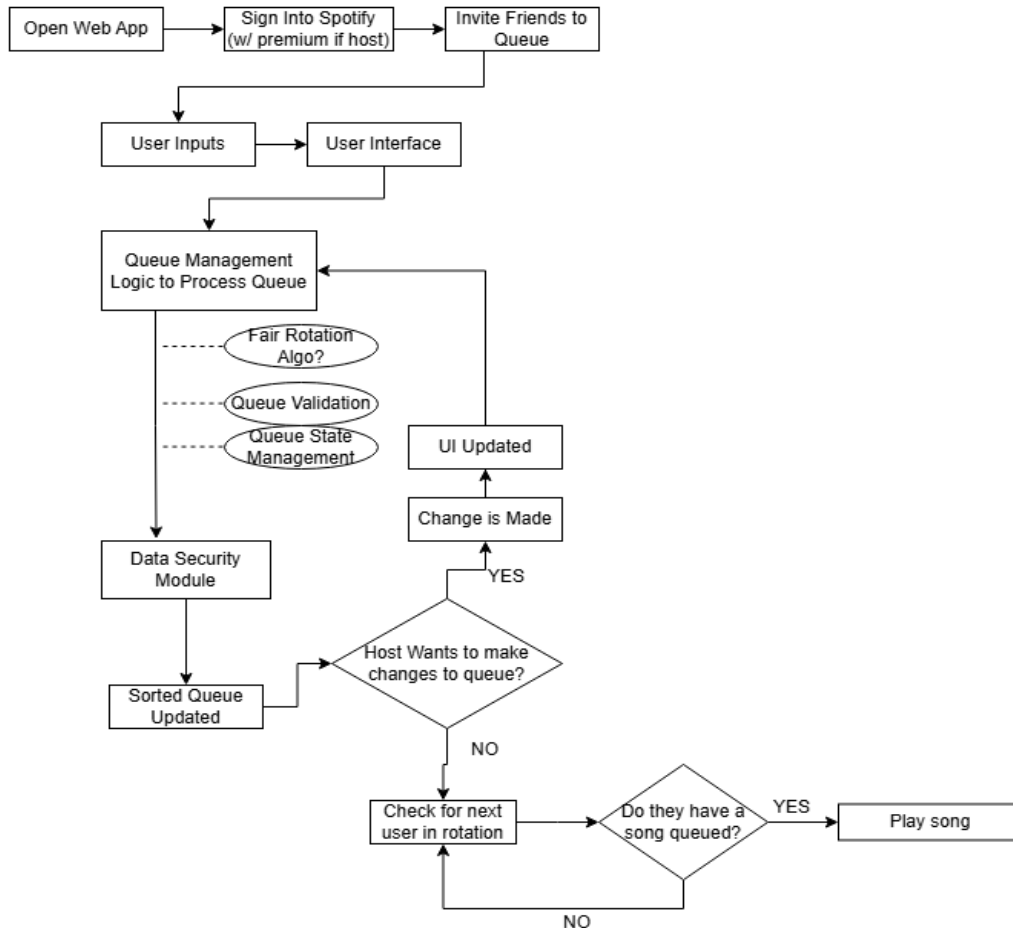 Open Web App
Sign Into Spotify
(w/ premium if host)
Invite Friends to
Queue
User Inputs
User Interface
Queue Management
Logic to Process Queue
Fair Rotation
Algo?
Queue Validation
Queue State
Management
UI Updated
Change is Made
YES
Data Security
Module
Host Wants to make
changes to queue?
Sorted Queue
Updated
NO
Check for next
user in rotation
Do they have a
song queued?
YES
Play song
NO